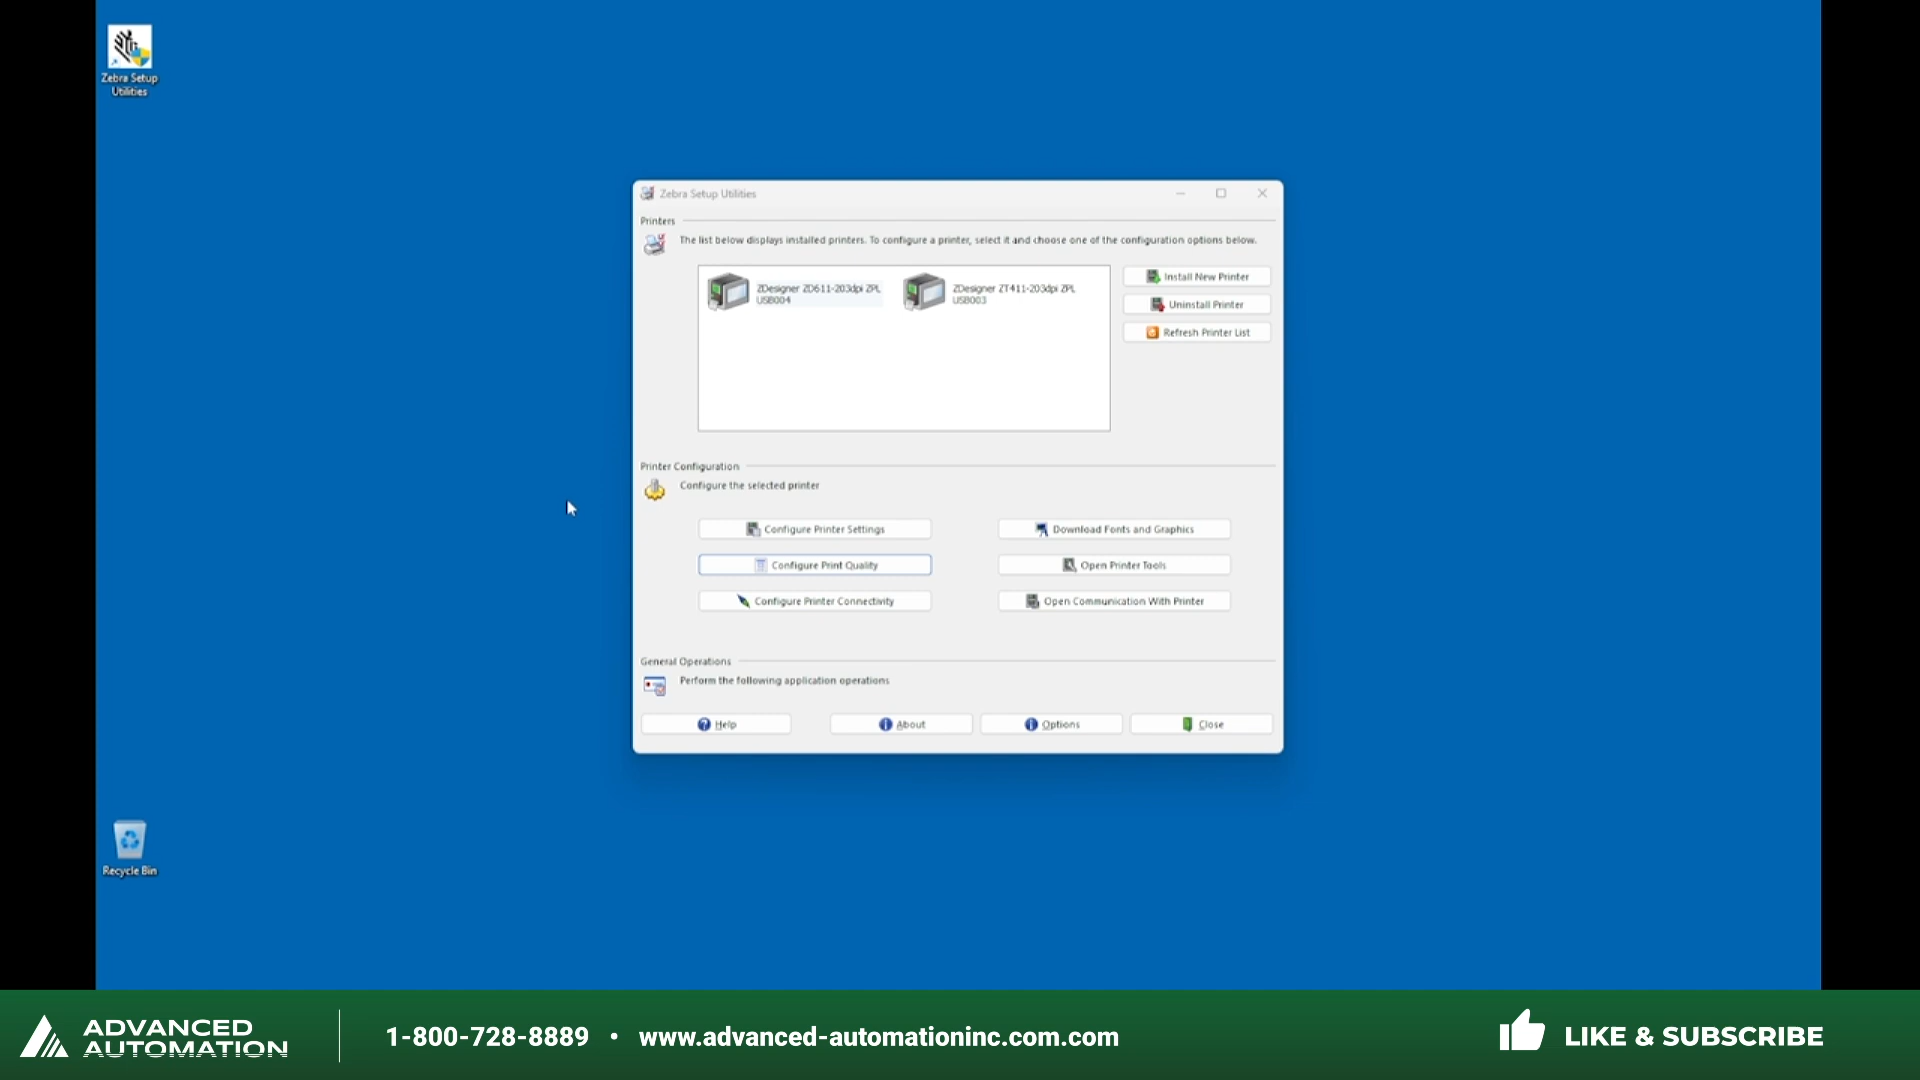 Zebra Setup
Utilities
Zebra Setup Utilities
Printers
The list below displays installed printers. To configure a printer, select it and choose one of the configuration options below.
ZDesigner ZD611-203dpi ZPL
USB004
ZDesigner ZT411-203dpi ZPL
USB003
Install New Printer
Uninstall Printer
Refresh Printer List
Printer Configuration
Configure the selected printer
Configure Printer Settings
Download Fonts and Graphics
Configure Print Quality
Open Printer Tools
Configure Printer Connectivity
Open Communication With Printer
General Operations
Perform the following application operations
Help
About
Options
Close
Recycle Bin
ADVANCED
AUTOMATION
1-800-728-8889 • www.advanced-automationinc.com.com
LIKE & SUBSCRIBE